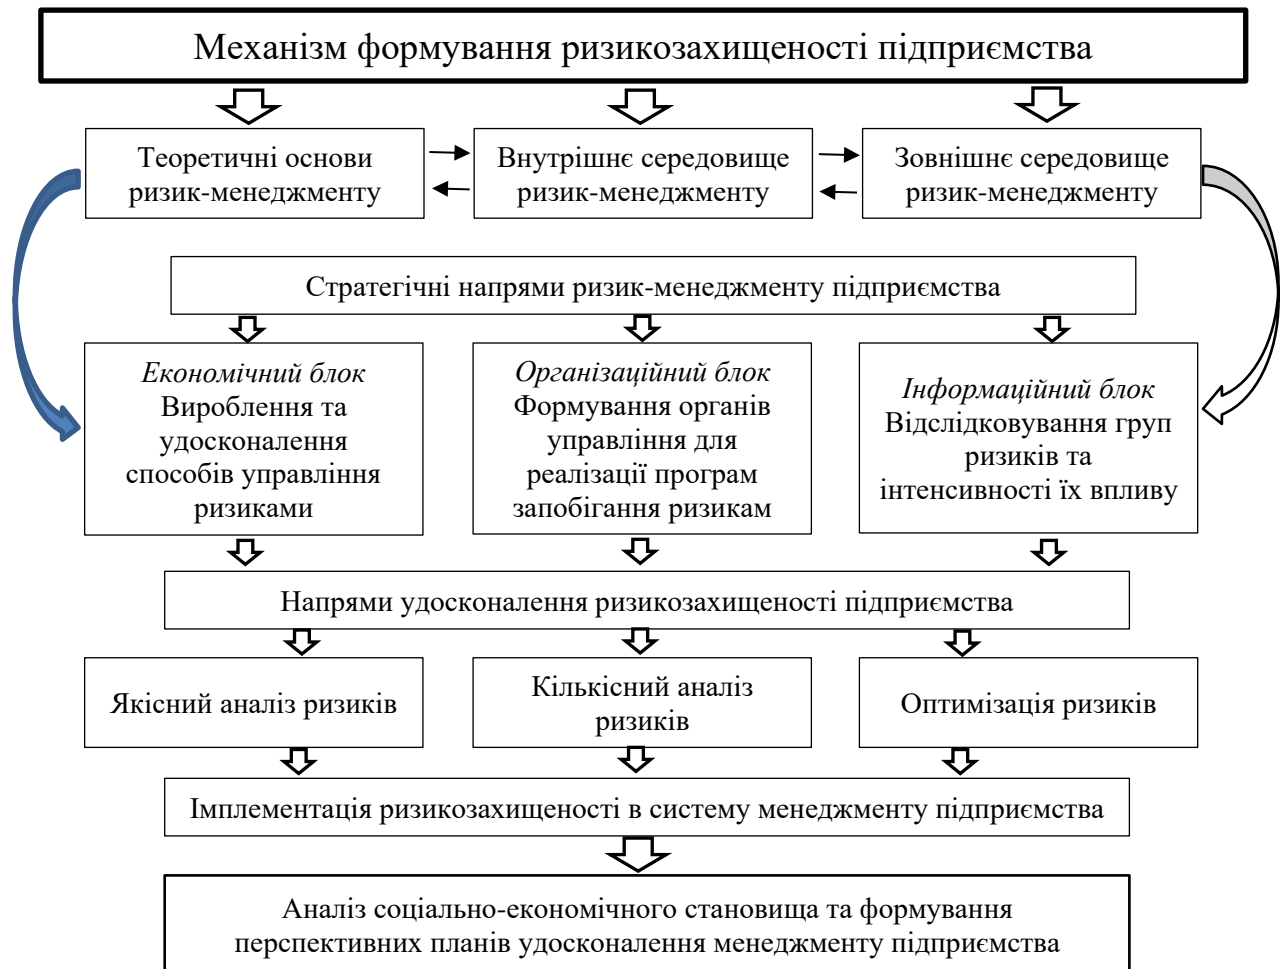 Механізм формування ризикозахищеності підприємства
Теоретичні основи
ризик-менеджменту
Внутрішнє середовище
ризик-менеджменту
Зовнішнє середовище
ризик-менеджменту
Стратегічні напрями ризик-менеджменту підприємства
Економічний блок
Вироблення та
удосконалення
способів управління
ризиками
Організаційний блок
Формування органів
управління для
реалізації програм
запобігання ризикам
Інформаційний блок
Відслідковування груп
ризиків та
інтенсивності їх впливу
Напрями удосконалення ризикозахищеності підприємства
Якісний аналіз ризиків
Кількісний аналіз
ризиків
Оптимізація ризиків
Імплементація ризикозахищеності в систему менеджменту підприємства
Аналіз соціально-економічного становища та формування
перспективних планів удосконалення менеджменту підприємства